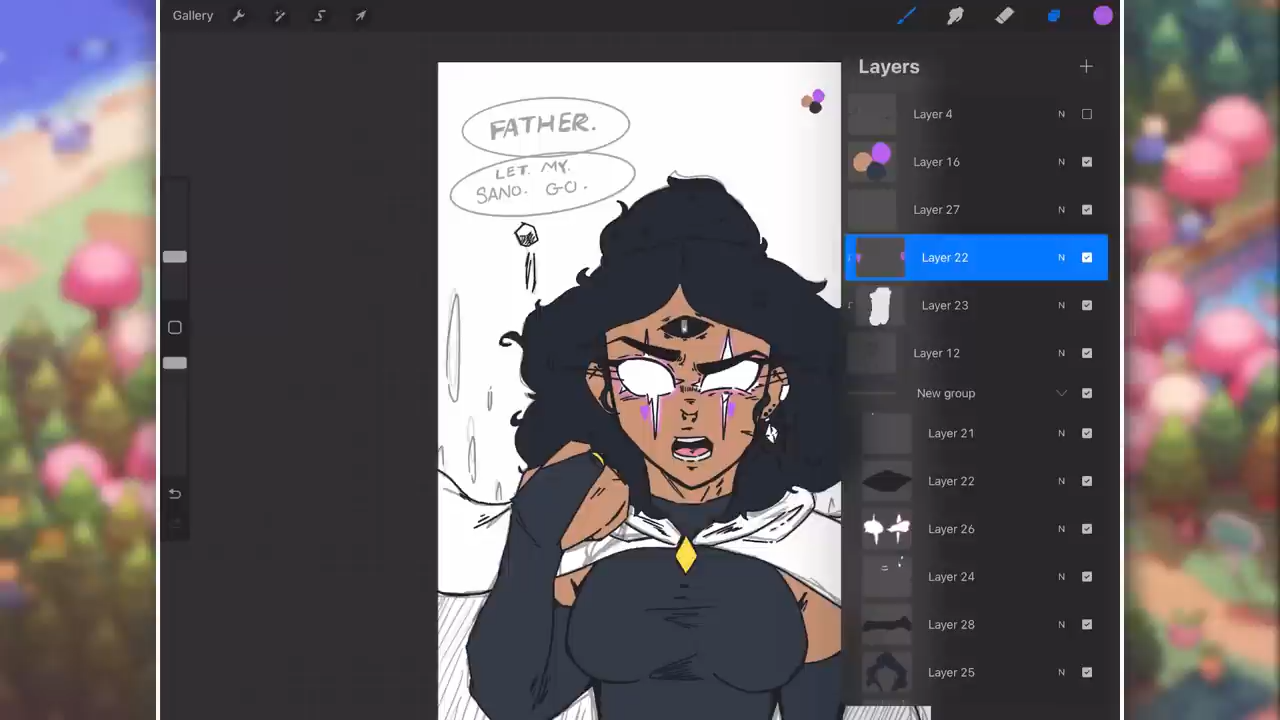 Gallery
Layers
FATHER.
LET. MY.
SANO. GO.
Layer 4 N
Layer 16 N
Layer 27 N
Layer 22 N
Layer 23 N
Layer 12 N
New group
Layer 21 N
Layer 22 N
Layer 26 N
Layer 24 N
Layer 28 N
Layer 25 N